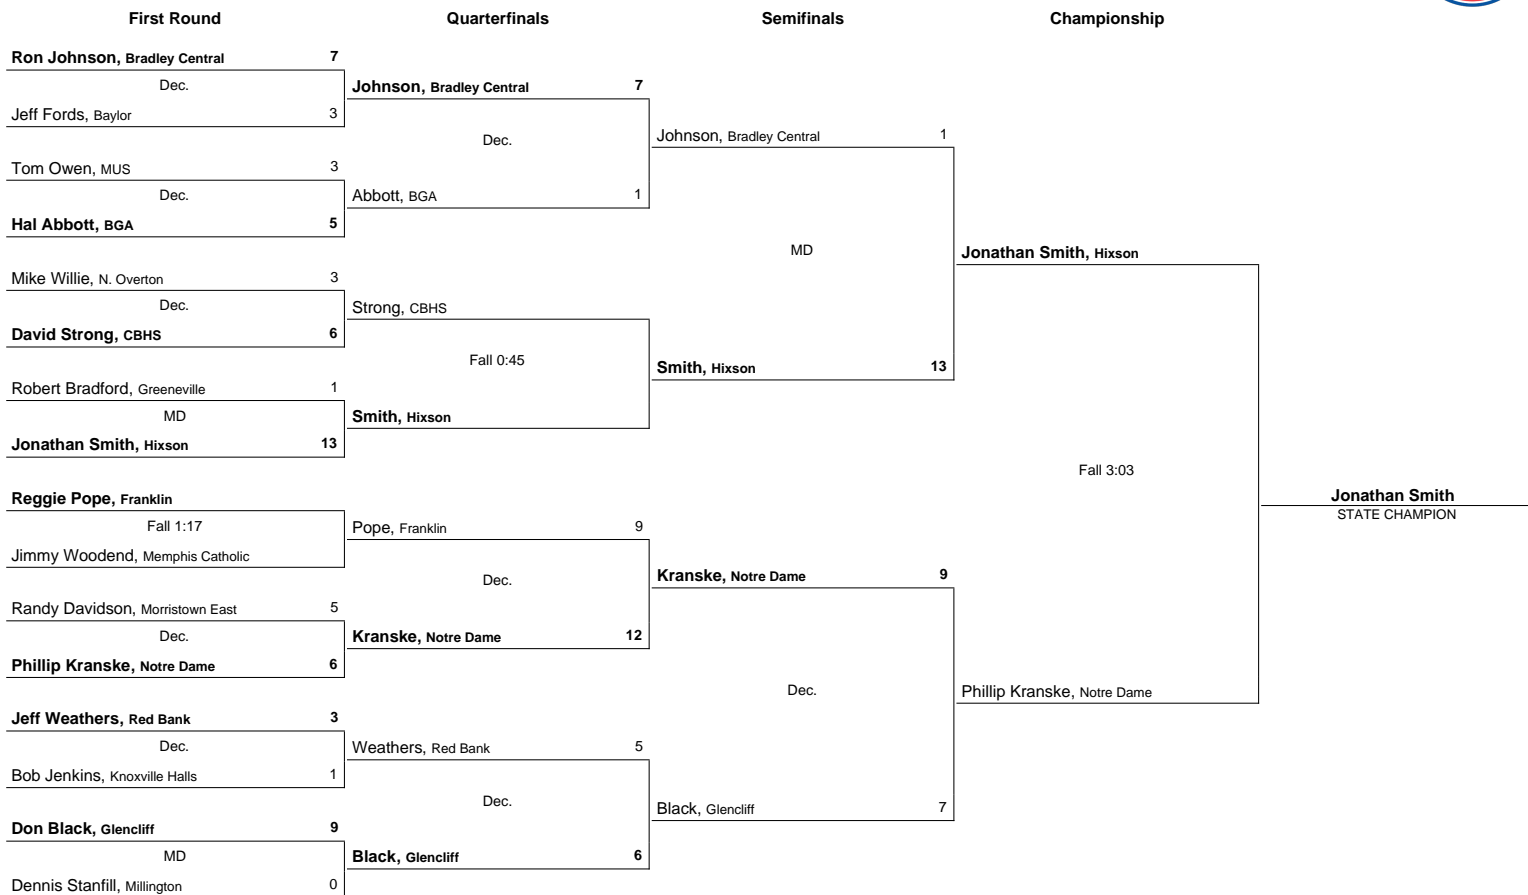 First Round
Quarterfinals
Semifinals
Championship
Ron Johnson, Bradley Central 7
Dec.
Jeff Fords, Baylor 3
Tom Owen, MUS 3
Dec.
Hal Abbott, BGA 5
Mike Willie, N. Overton 3
Dec.
David Strong, CBHS 6
Robert Bradford, Greeneville 1
MD
Jonathan Smith, Hixson 13
Reggie Pope, Franklin
Fall 1:17
Jimmy Woodend, Memphis Catholic
Randy Davidson, Morristown East 5
Dec.
Phillip Kranske, Notre Dame 6
Jeff Weathers, Red Bank 3
Dec.
Bob Jenkins, Knoxville Halls 1
Don Black, Glencliff 9
MD
Dennis Stanfill, Millington 0
Johnson, Bradley Central 7
Dec.
Abbott, BGA 1
Strong, CBHS
Fall 0:45
Smith, Hixson
Pope, Franklin 9
Dec.
Kranske, Notre Dame 12
Weathers, Red Bank 5
Dec.
Black, Glencliff 6
Johnson, Bradley Central 1
MD
Smith, Hixson 13
Kranske, Notre Dame 9
Dec.
Black, Glencliff 7
Jonathan Smith, Hixson
Fall 3:03
Phillip Kranske, Notre Dame
Jonathan Smith
STATE CHAMPION